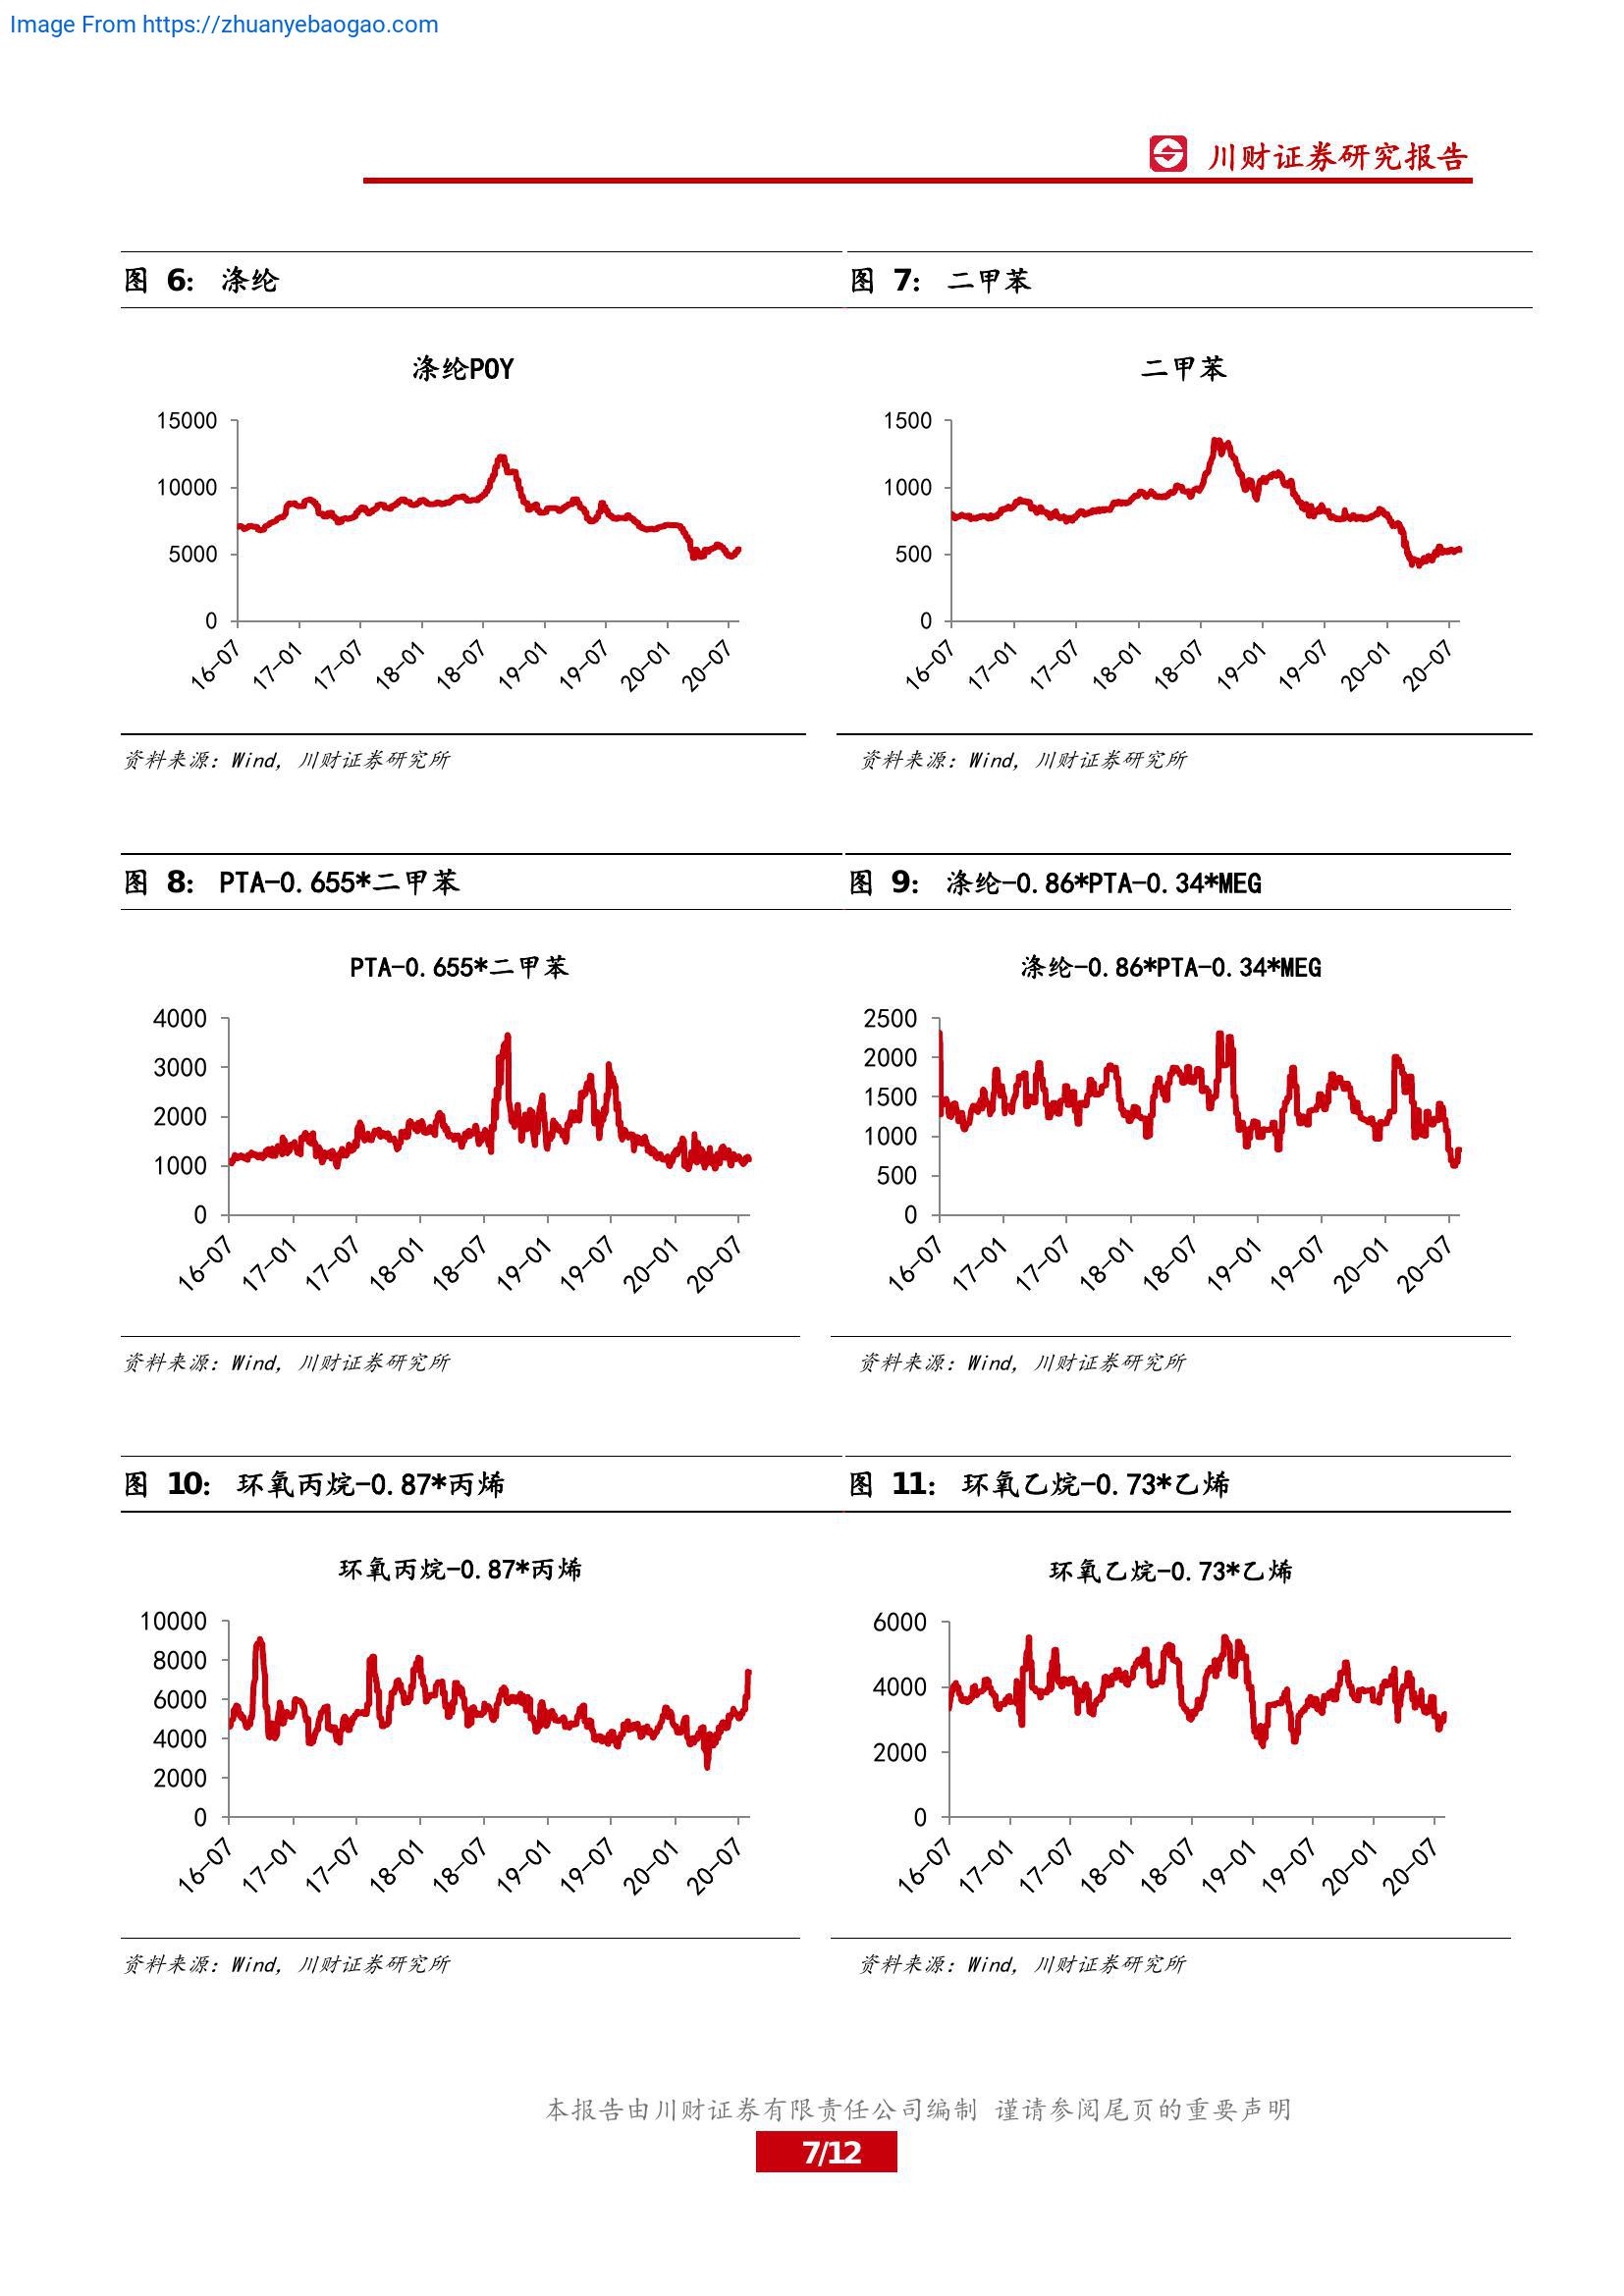 Image From https://zhuanyebaogao.com
川财证券研究报告
图 6: 涤纶
图 7: 二甲苯
涤纶POY
15000
10000
5000
0
16-07 17-01 17-07 18-01 18-07 19-01 19-07 20-01 20-07
二甲苯
1500
1000
500
0
16-07 17-01 17-07 18-01 18-07 19-01 19-07 20-01 20-07
资料来源: Wind, 川财证券研究所
资料来源: Wind, 川财证券研究所
图 8: PTA-0.655*二甲苯
图 9: 涤纶-0.86*PTA-0.34*MEG
PTA-0.655*二甲苯
4000
3000
2000
1000
0
16-07 17-01 17-07 18-01 18-07 19-01 19-07 20-01 20-07
涤纶-0.86*PTA-0.34*MEG
2500
2000
1500
1000
500
0
16-07 17-01 17-07 18-01 18-07 19-01 19-07 20-01 20-07
资料来源: Wind, 川财证券研究所
资料来源: Wind, 川财证券研究所
图 10: 环氧丙烷-0.87*丙烯
图 11: 环氧乙烷-0.73*乙烯
环氧丙烷-0.87*丙烯
10000
8000
6000
4000
2000
0
16-07 17-01 17-07 18-01 18-07 19-01 19-07 20-01 20-07
环氧乙烷-0.73*乙烯
6000
4000
2000
0
16-07 17-01 17-07 18-01 18-07 19-01 19-07 20-01 20-07
资料来源: Wind, 川财证券研究所
资料来源: Wind, 川财证券研究所
本报告由川财证券有限责任公司编制 谨请参阅尾页的重要声明
7/12